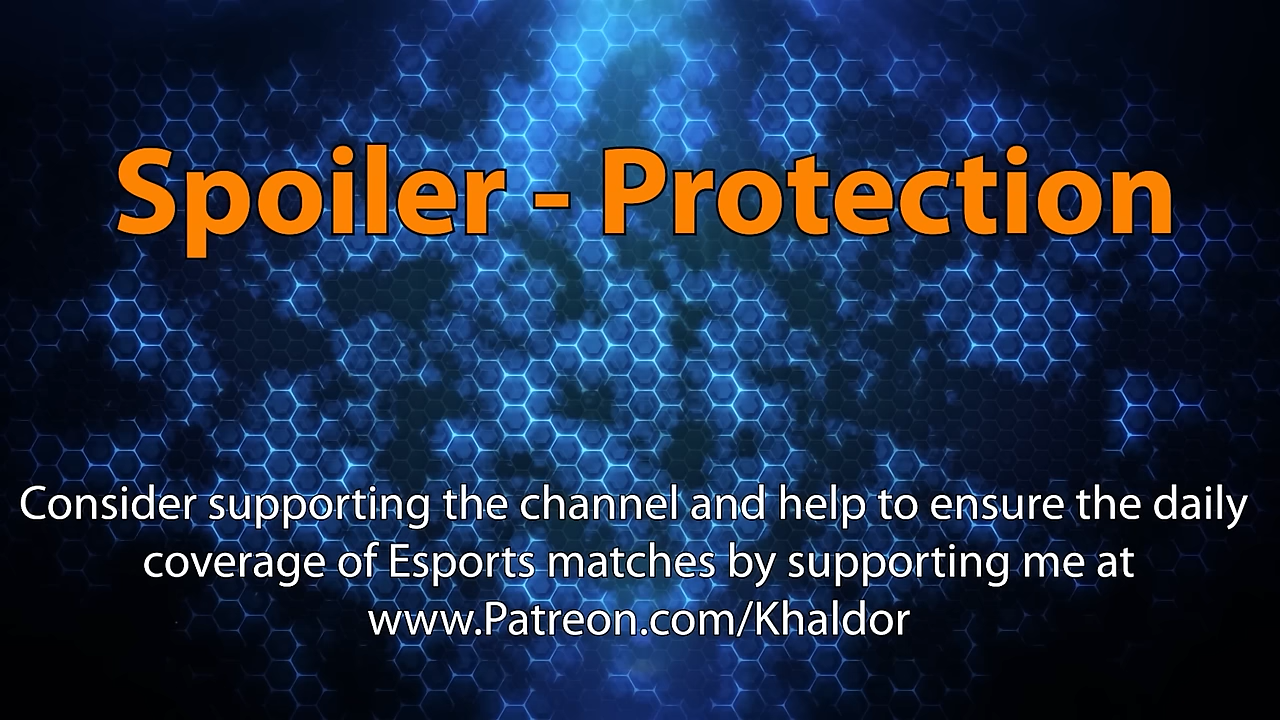 Spoiler - Protection
Consider supporting the channel and help to ensure the daily
coverage of Esports matches by supporting me at
www.Patreon.com/Khaldor